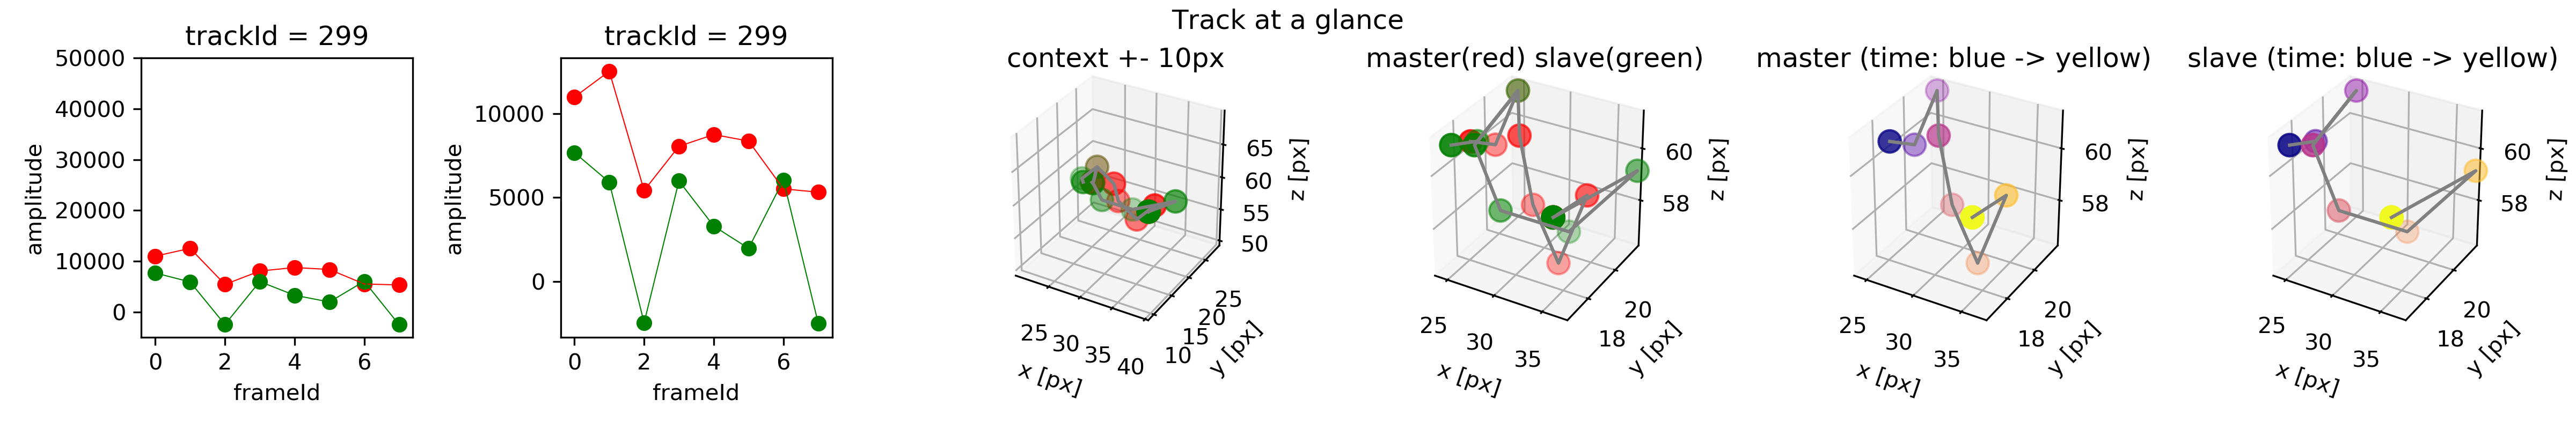 Track at a glance
trackId = 299
50000
40000
30000
20000
10000
0
amplitude
0 2 4 6
frameId
trackId = 299
10000
5000
0
amplitude
0 2 4 6
frameId
context +- 10px
65
60
55
50
z [px]
25 30 35 40
x [px]
10 15 20 25
y [px]
master(red) slave(green)
60
58
z [px]
25 30 35
x [px]
18 20
y [px]
master (time: blue -> yellow)
60
58
z [px]
25 30 35
x [px]
18 20
y [px]
slave (time: blue -> yellow)
60
58
z [px]
25 30 35
x [px]
18 20
y [px]